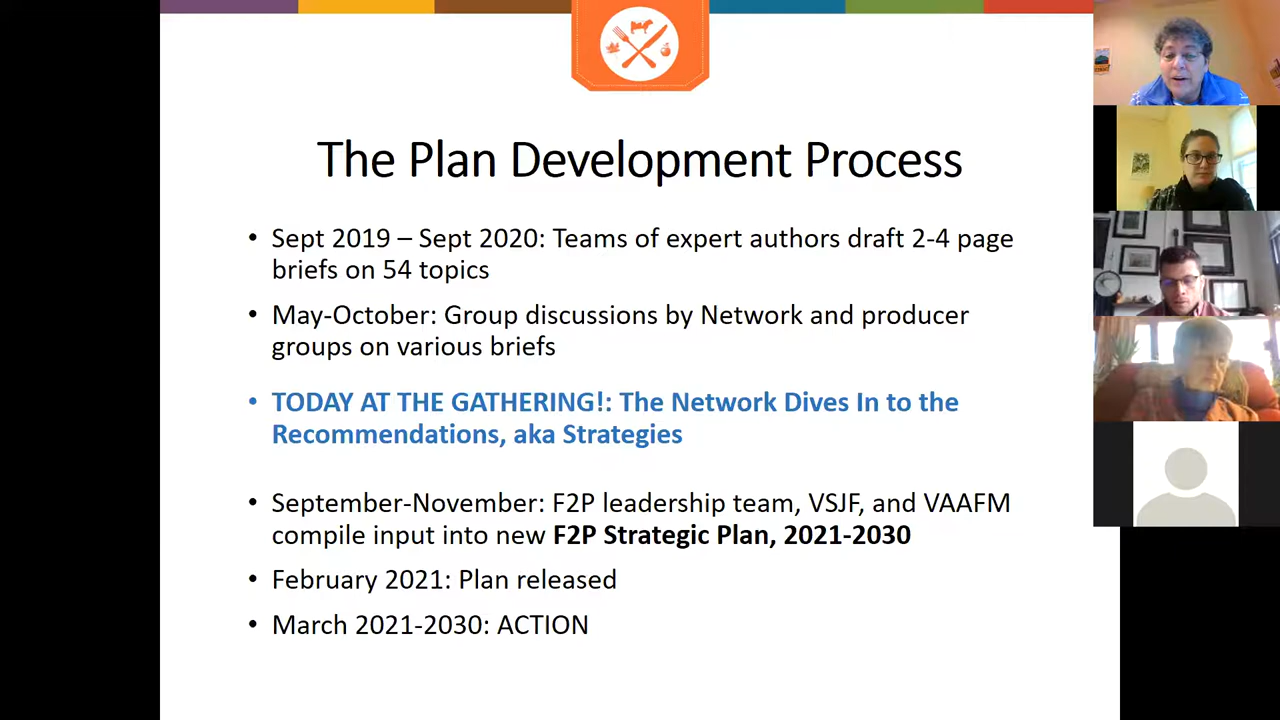 The Plan Development Process
• Sept 2019 – Sept 2020: Teams of expert authors draft 2-4 page
briefs on 54 topics
• May-October: Group discussions by Network and producer
groups on various briefs
• TODAY AT THE GATHERING!: The Network Dives In to the
Recommendations, aka Strategies
• September-November: F2P leadership team, VSJF, and VAAFM
compile input into new F2P Strategic Plan, 2021-2030
• February 2021: Plan released
• March 2021-2030: ACTION